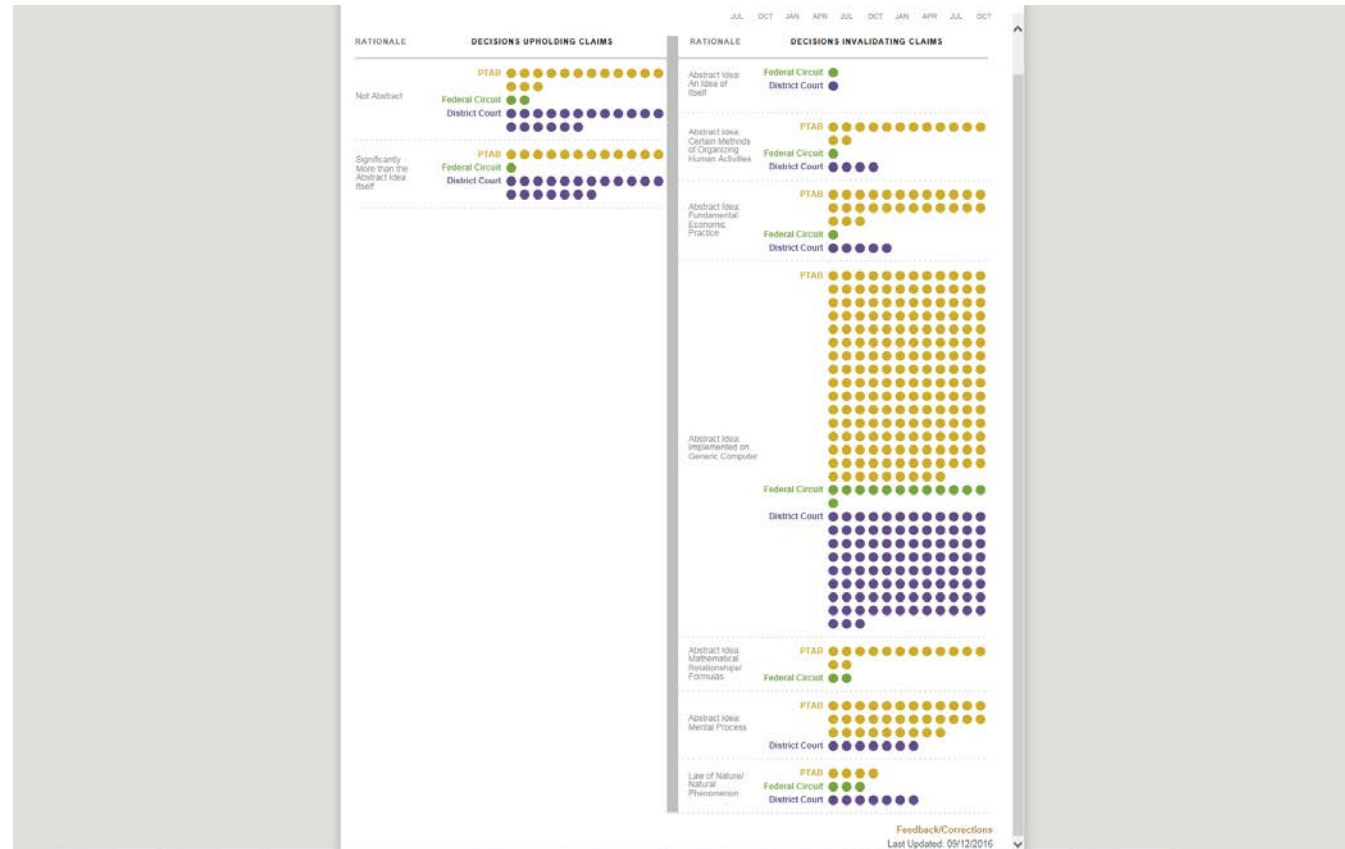 JUL OCT JAN APR JUL OCT JAN APR JUL OCT
RATIONALE DECISIONS UPHOLDING CLAIMS
Not Abstract
PTAB
Federal Circuit
District Court
Significantly
More than the
Abstract Idea
Itself
PTAB
Federal Circuit
District Court
RATIONALE DECISIONS INVALIDATING CLAIMS
Abstract Idea:
An Idea of
Itself
Federal Circuit
District Court
Abstract Idea:
Certain Methods
of Organizing
Human Activities
PTAB
Federal Circuit
District Court
Abstract Idea:
Fundamental
Economic
Practice
PTAB
Federal Circuit
District Court
Abstract Idea:
Implemented on
Generic Computer
PTAB
Federal Circuit
District Court
Abstract Idea:
Mathematical
Relationships/
Formulas
PTAB
Federal Circuit
Abstract Idea:
Mental Process
PTAB
District Court
Law of Nature/
Natural
Phenomenon
PTAB
Federal Circuit
District Court
Feedback/Corrections
Last Updated: 09/12/2016